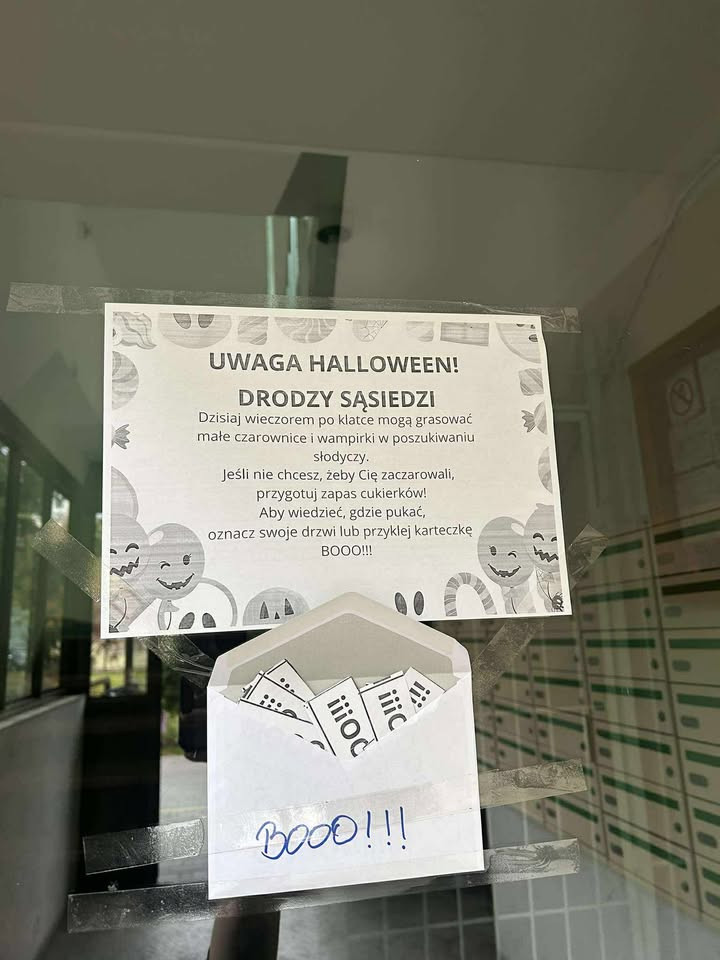 UWAGA HALLOWEEN!
DRODZY SĄSIEDZI
Dzisiaj wieczorem po klatce mogą grasować
małe czarownice i wampirki w poszukiwaniu
słodyczy.
Jeśli nie chcesz, żeby Cię zaczarowali,
przygotuj zapas cukierków!
Aby wiedzieć, gdzie pukać,
oznacz swoje drzwi lub przyklej karteczkę
BOOO!!!
BOOO!!!